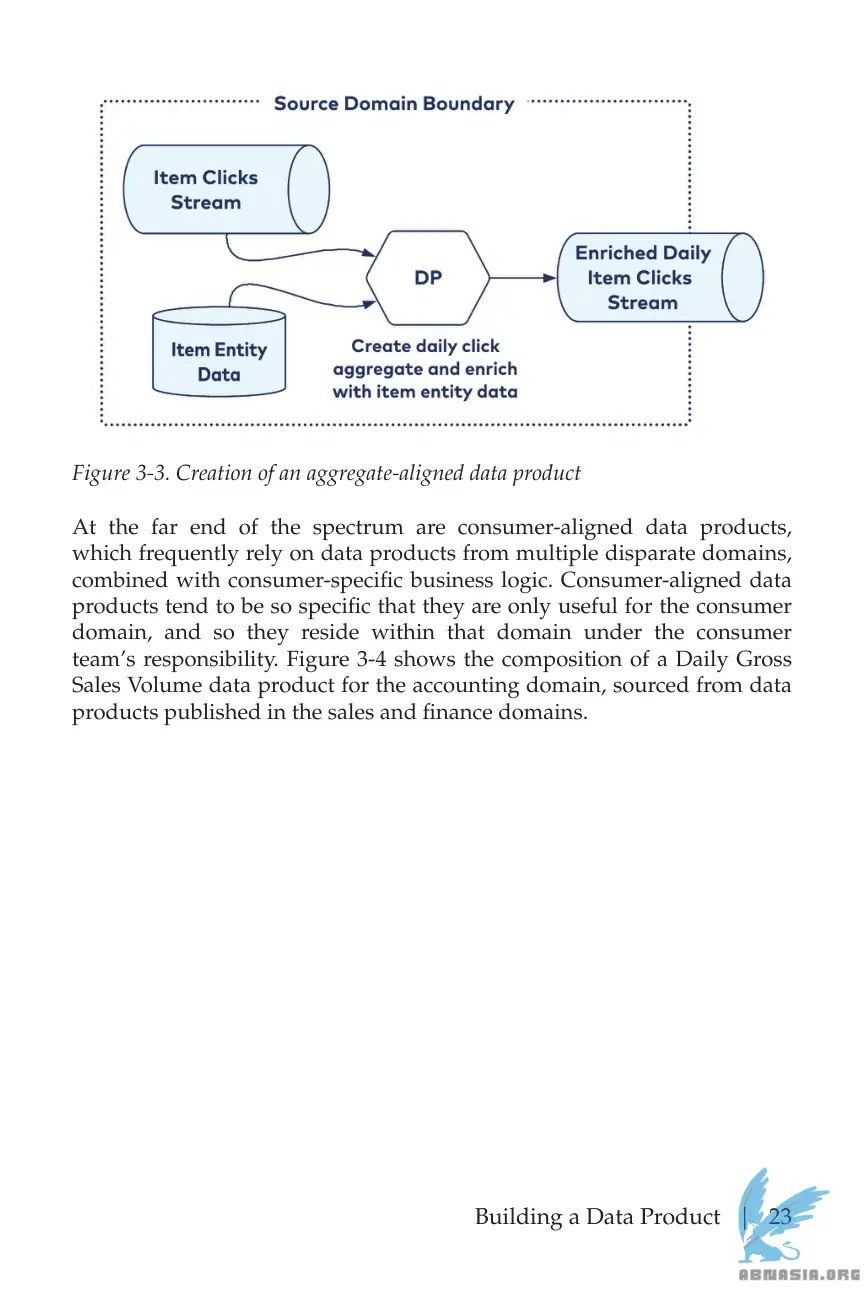 Source Domain Boundary
Item Clicks
Stream
Item Entity
Data
DP
Create daily click
aggregate and enrich
with item entity data
Enriched Daily
Item Clicks
Stream
Figure 3-3. Creation of an aggregate-aligned data product
At the far end of the spectrum are consumer-aligned data products,
which frequently rely on data products from multiple disparate domains,
combined with consumer-specific business logic. Consumer-aligned data
products tend to be so specific that they are only useful for the consumer
domain, and so they reside within that domain under the consumer
team’s responsibility. Figure 3-4 shows the composition of a Daily Gross
Sales Volume data product for the accounting domain, sourced from data
products published in the sales and finance domains.
Building a Data Product | 23
ABNASIA.ORG